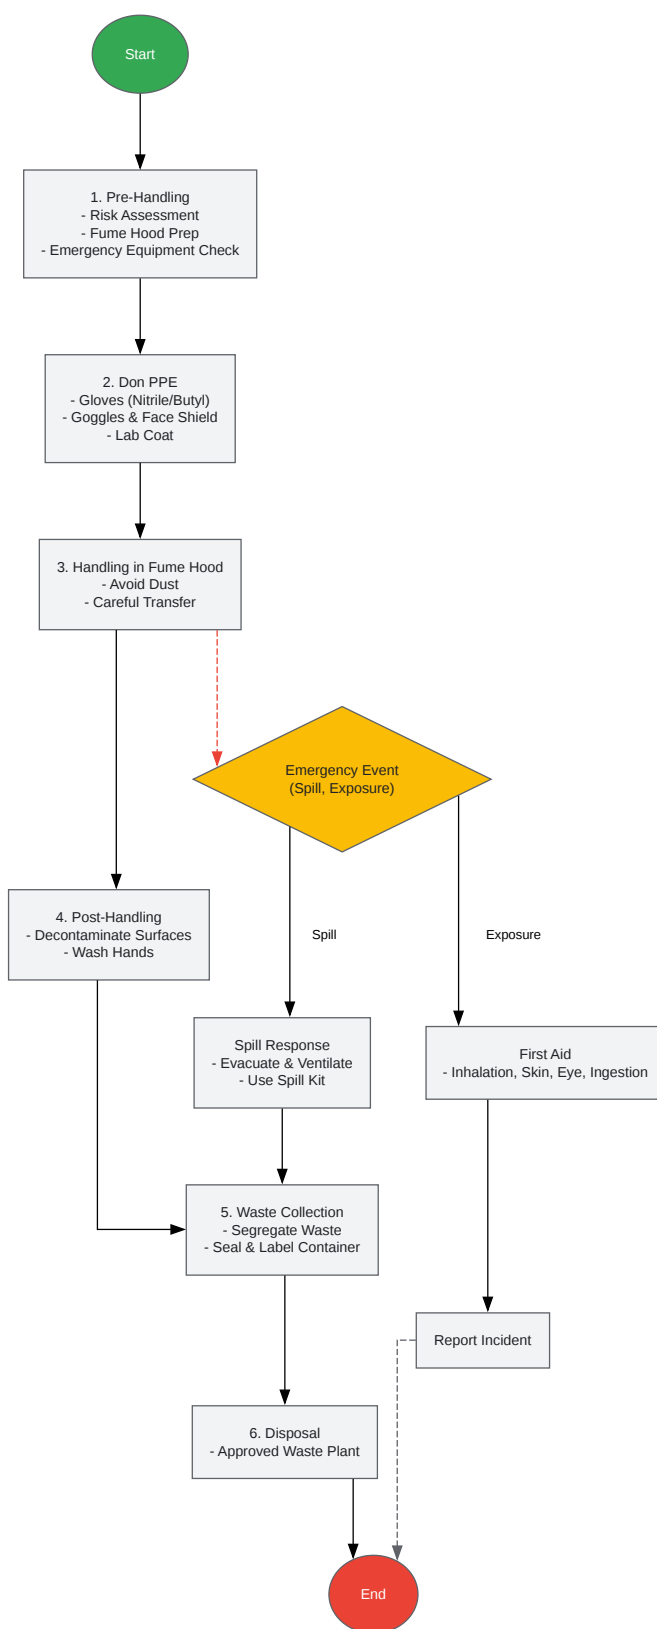 Start
1. Pre-Handling
- Risk Assessment
- Fume Hood Prep
- Emergency Equipment Check
2. Don PPE
- Gloves (Nitrile/Butyl)
- Goggles & Face Shield
- Lab Coat
3. Handling in Fume Hood
- Avoid Dust
- Careful Transfer
Emergency Event
(Spill, Exposure)
4. Post-Handling
- Decontaminate Surfaces
- Wash Hands
Spill
Exposure
Spill Response
- Evacuate & Ventilate
- Use Spill Kit
First Aid
- Inhalation, Skin, Eye, Ingestion
5. Waste Collection
- Segregate Waste
- Seal & Label Container
Report Incident
6. Disposal
- Approved Waste Plant
End